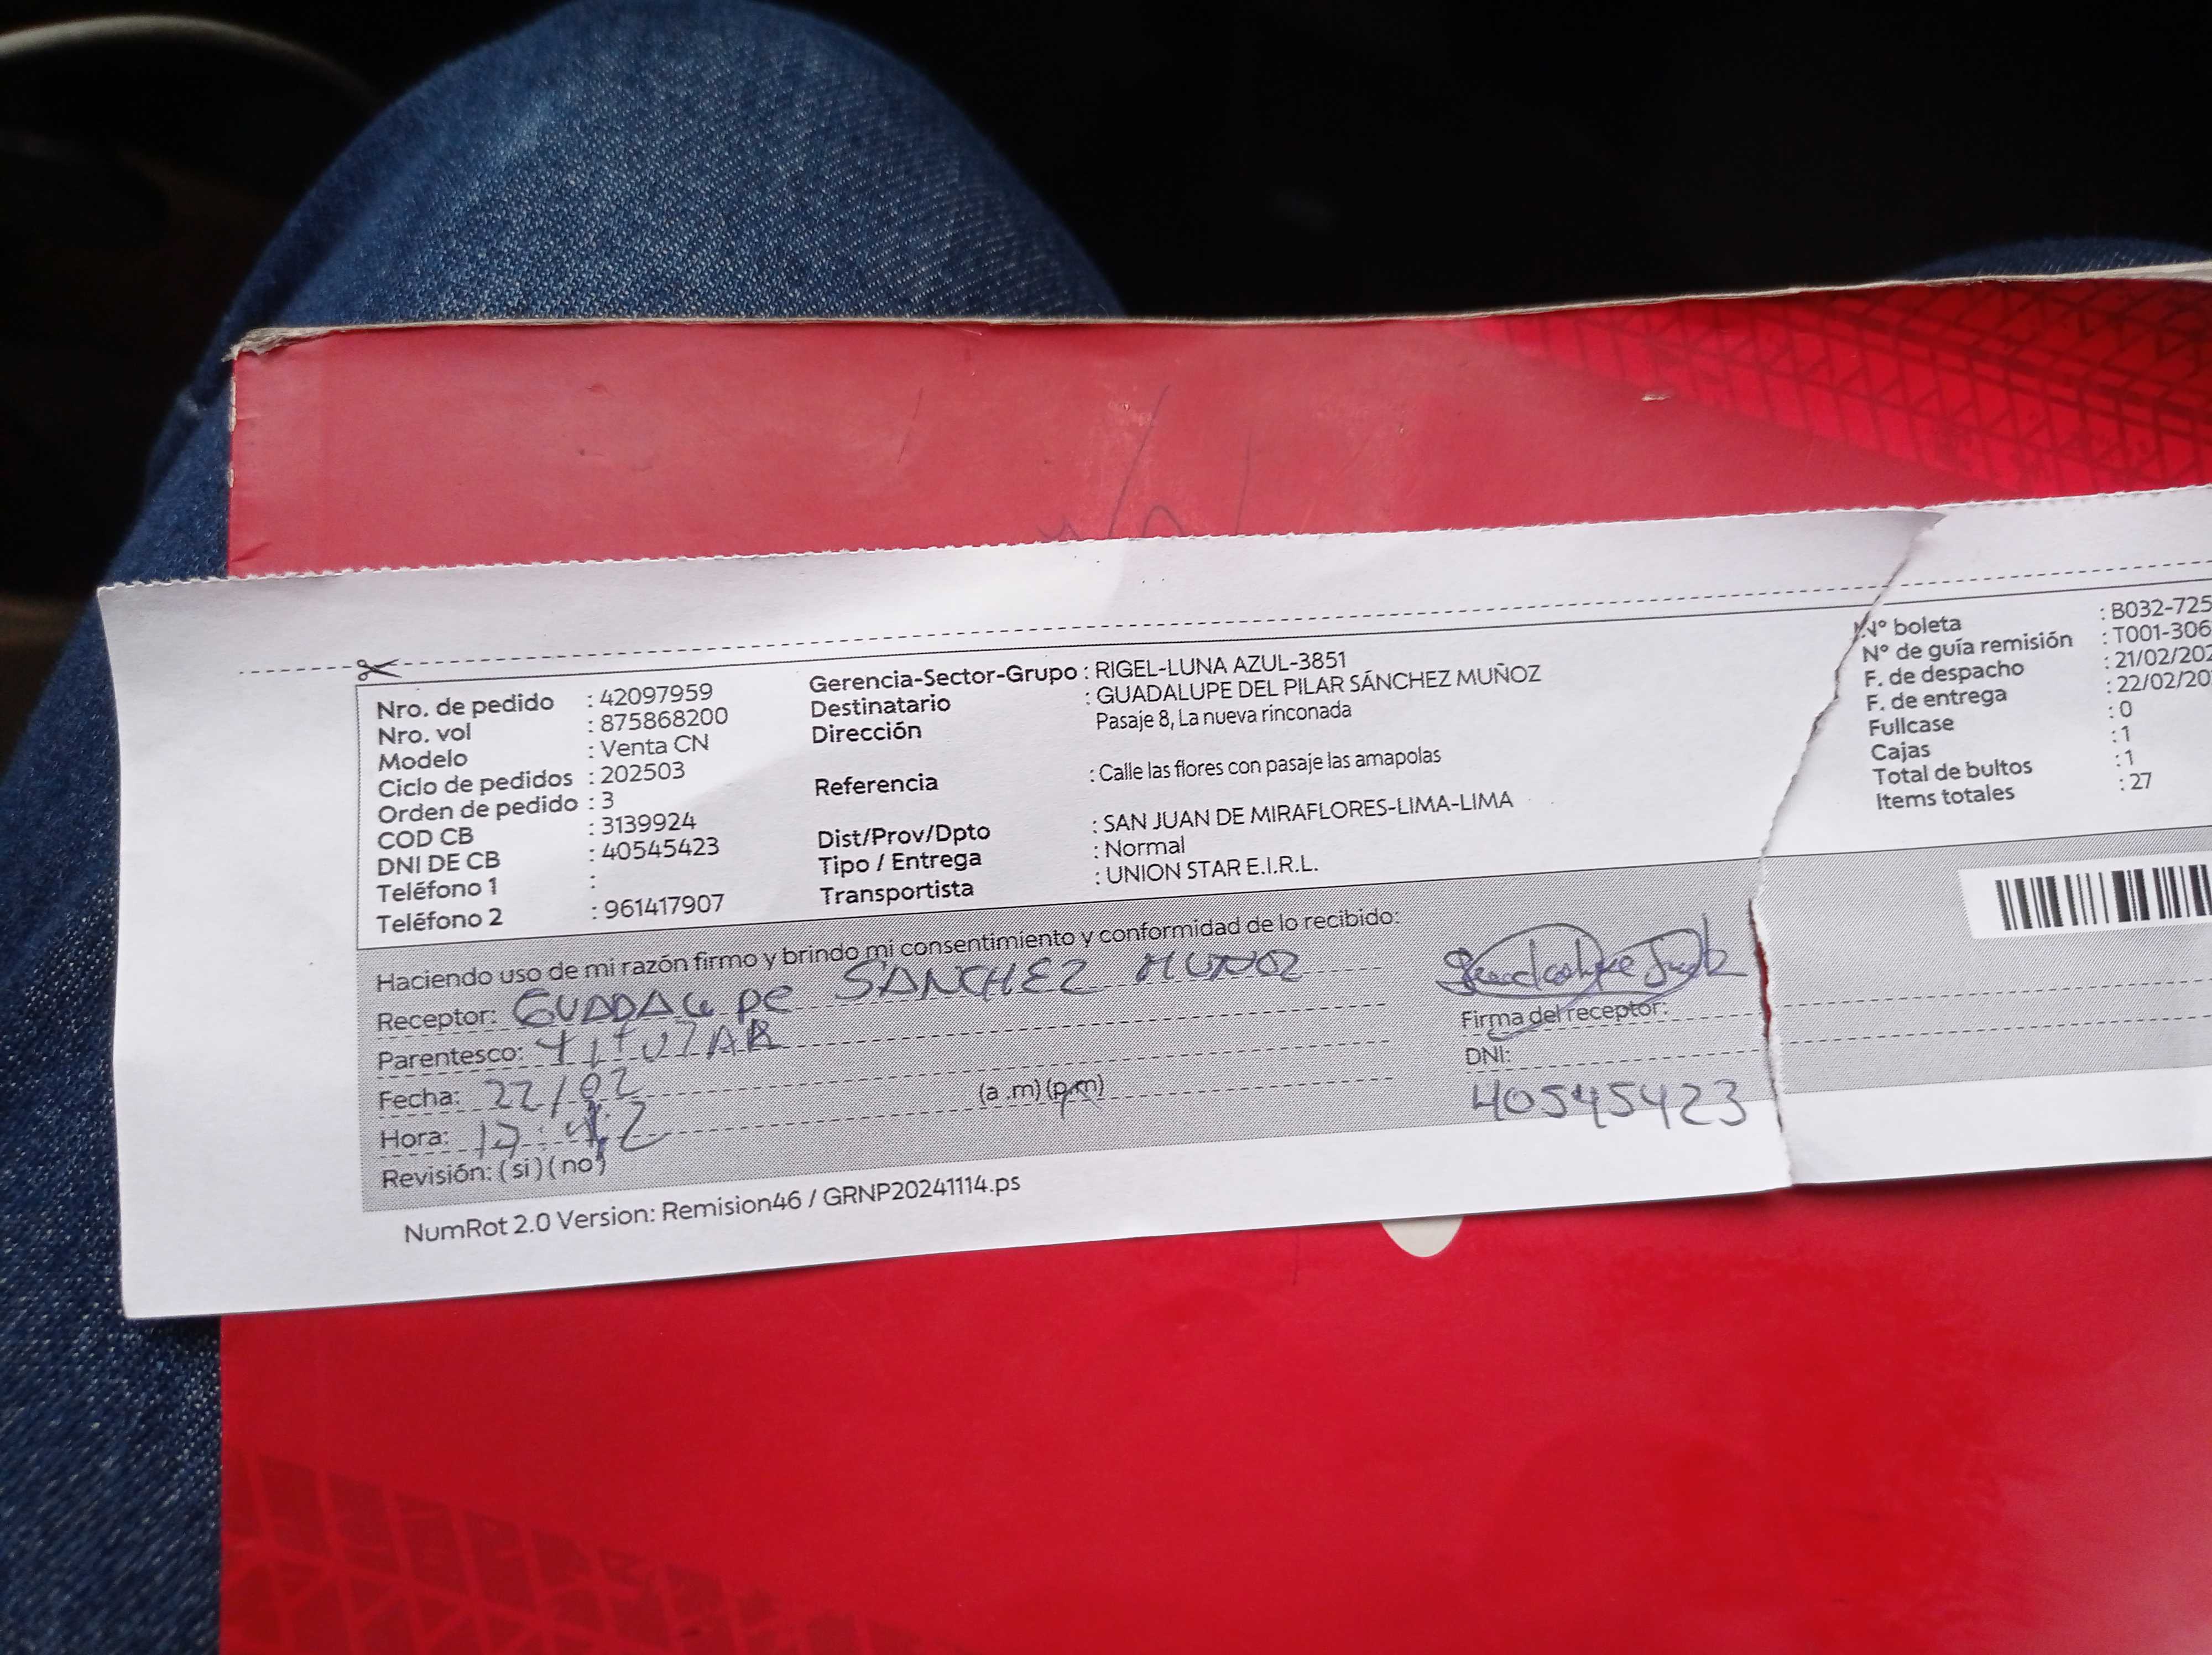 Nro. de pedido : 42097959
Nro. vol : 875868200
Modelo : Venta CN
Ciclo de pedidos : 202503
Orden de pedido : 3
COD CB : 3139924
DNI DE CB : 40545423
Teléfono 1 :
Teléfono 2 : 961417907
Gerencia-Sector-Grupo : RIGEL-LUNA AZUL-3851
Destinatario : GUADALUPE DEL PILAR SÁNCHEZ MUÑOZ
Dirección Pasaje 8, La nueva rinconada
Referencia : Calle las flores con pasaje las amapolas
Dist/Prov/Dpto : SAN JUAN DE MIRAFLORES-LIMA-LIMA
Tipo / Entrega : Normal
Transportista : UNION STAR E.I.R.L.
N° boleta : B032-725
N° de guía remisión : T001-306
F. de despacho : 21/02/202
F. de entrega : 22/02/20
Fullcase : 0
Cajas : 1
Total de bultos : 1
Items totales : 27
Haciendo uso de mi razón firmo y brindo mi consentimiento y conformidad de lo recibido:
Receptor: GUADALUPE SANCHEZ MUNOZ
Parentesco: TITULAR
Fecha: 22/02
Hora: (a .m) (p.m)
Revisión: ( si ) ( no )
Firma del receptor:
DNI:
40545423
NumRot 2.0 Version: Remision46 / GRNP20241114.ps